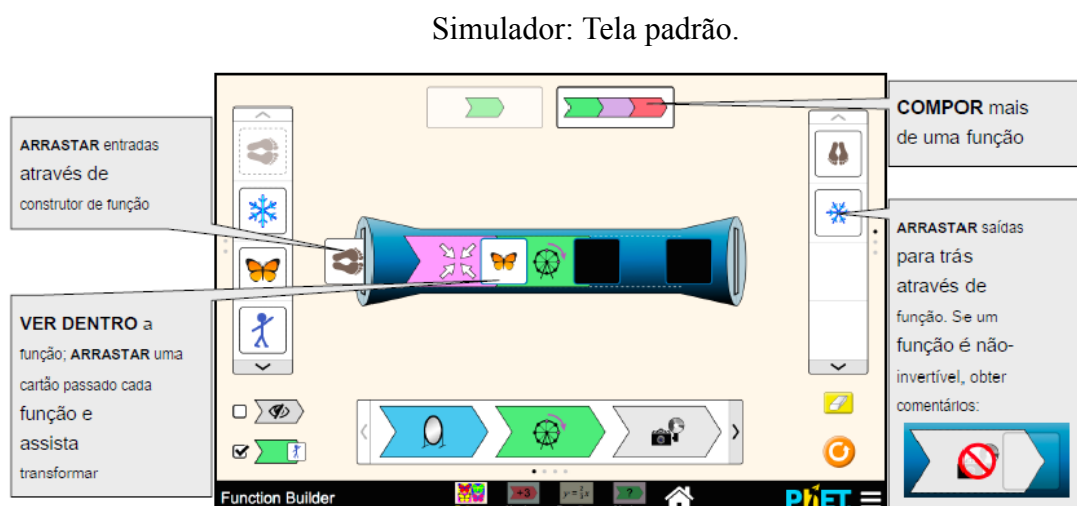 Simulador: Tela padrão.
ARRASTAR entradas
através de
construtor de função
VER DENTRO a
função; ARRASTAR uma
cartão passado cada
função e
assista
transformar
COMPOR mais
de uma função
ARRASTAR saídas
para trás
através de
função. Se um
função é não-
invertível, obter
comentários:
Function Builder
+3
?
PhET